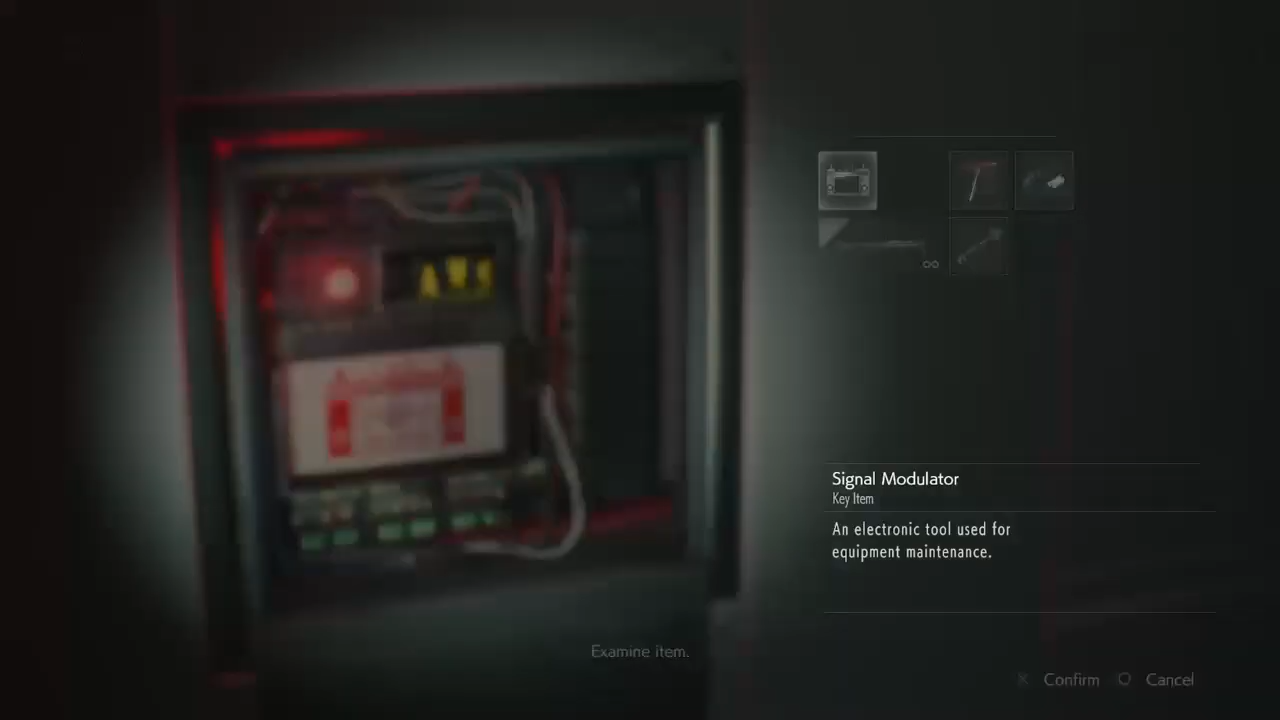 ∞
Signal Modulator
Key Item
An electronic tool used for
equipment maintenance.
Examine item.
X Confirm O Cancel